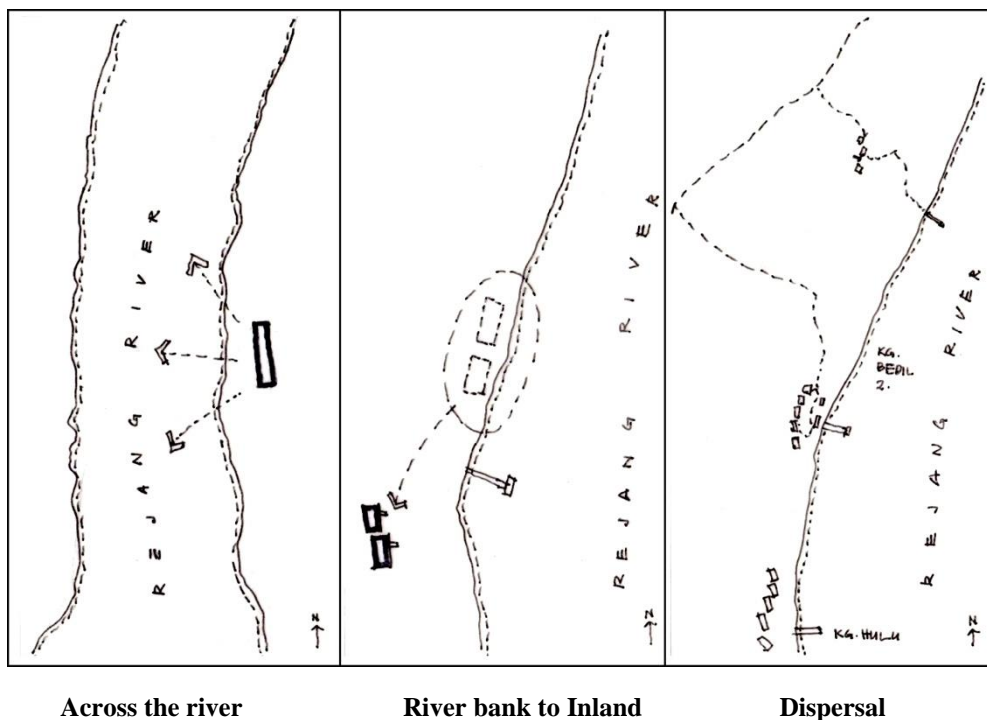 REJANG RIVER
Z
REJANG RIVER
Z
KG.
BEDIL
2.
REJANG RIVER
KG. HULU
Z
Across the river
River bank to Inland
Dispersal